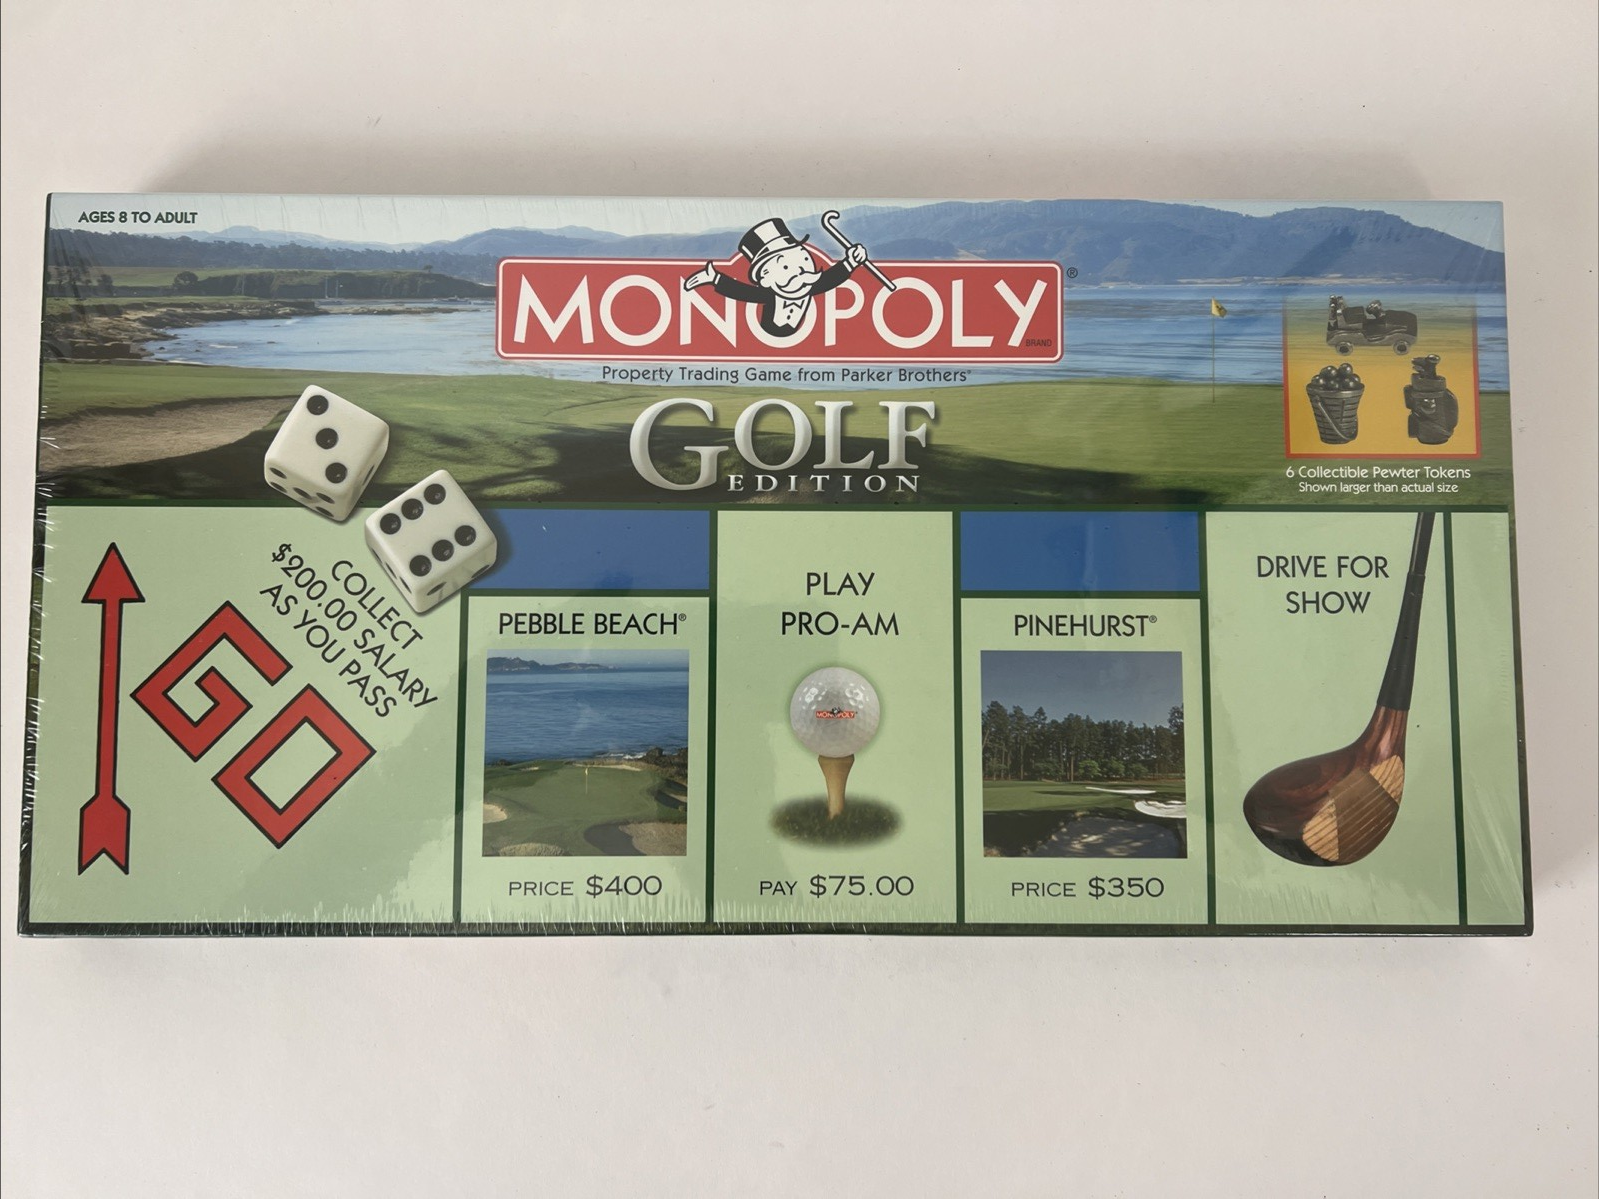 AGES 8 TO ADULT
MONOPOLY®
BRAND
Property Trading Game from Parker Brothers®
GOLF
EDITION
6 Collectible Pewter Tokens
Shown larger than actual size
COLLECT
$200.00 SALARY
AS YOU PASS
GO
PEBBLE BEACH®
PRICE $400
PLAY
PRO-AM
MONOPOLY
PAY $75.00
PINEHURST®
PRICE $350
DRIVE FOR
SHOW